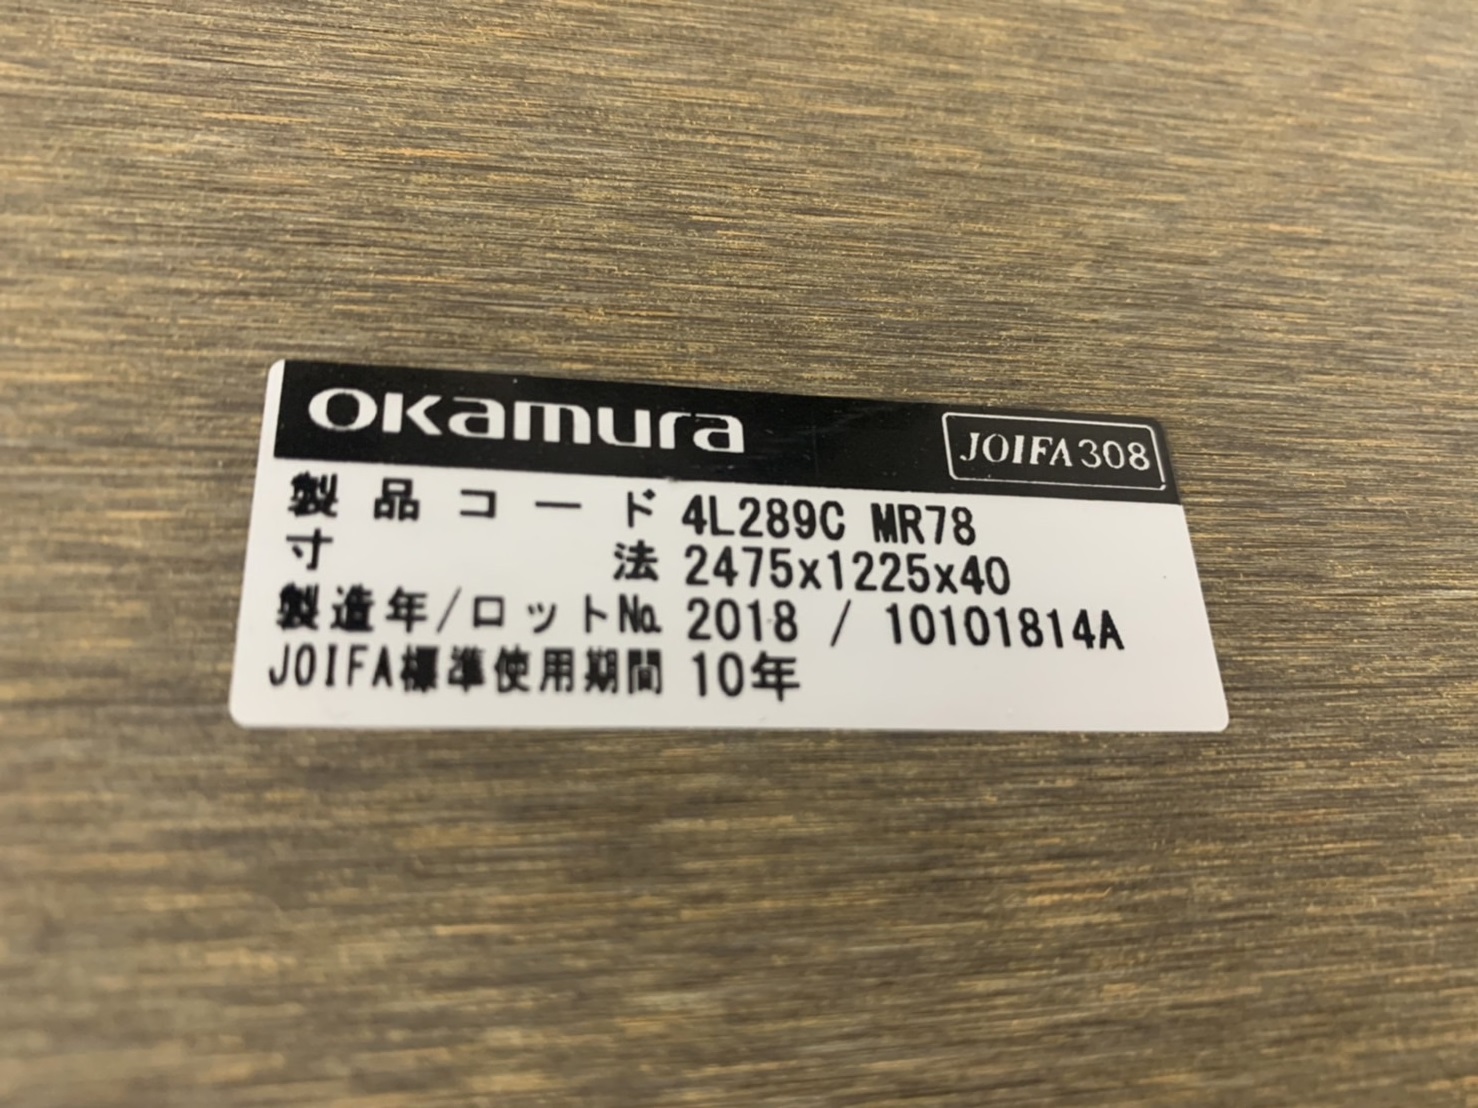 OKamura JOIFA308
製品コード 4L289C MR78
寸法 2475x1225x40
製造年/ロット№ 2018 / 10101814A
JOIFA標準使用期間 10年